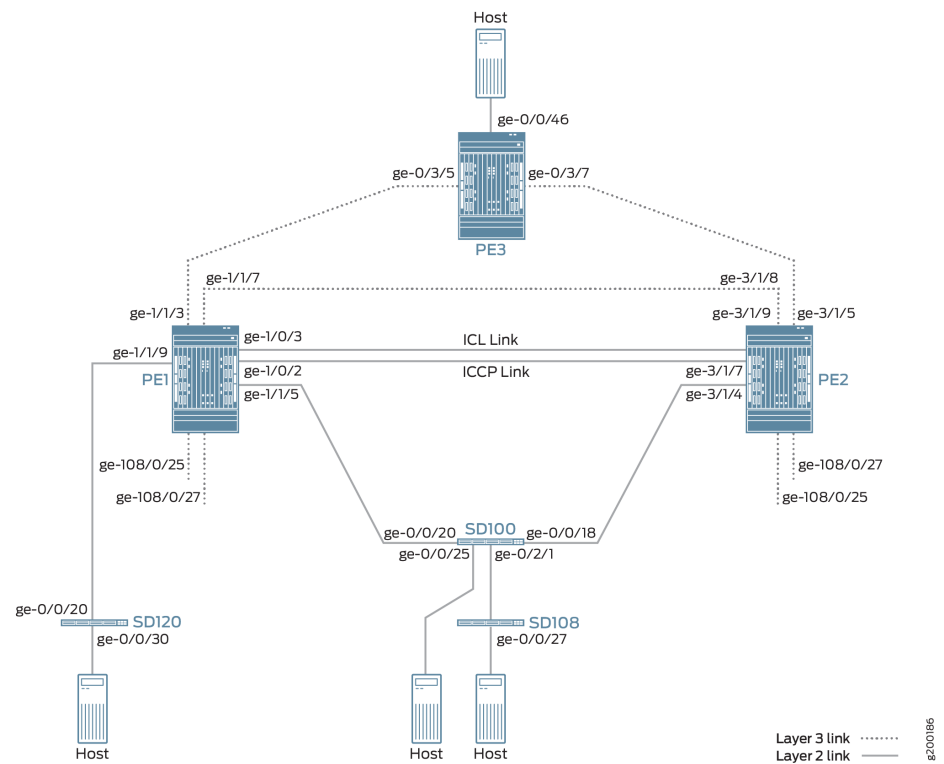 Host
ge-0/0/46
ge-0/3/5
ge-0/3/7
PE3
ge-1/1/7
ge-3/1/8
ge-1/1/3
ge-3/1/9
ge-3/1/5
ge-1/0/3
ICL Link
ge-1/1/9
PE1
ge-1/0/2
ICCP Link
ge-3/1/7
PE2
ge-1/1/5
ge-3/1/4
ge-108/0/25
ge-108/0/27
ge-108/0/27
ge-108/0/25
ge-0/0/20
SD100
ge-0/0/18
ge-0/0/25
ge-0/2/1
ge-0/0/20
SD120
SD108
ge-0/0/30
ge-0/0/27
Host
Host
Host
Layer 3 link
Layer 2 link
g200186